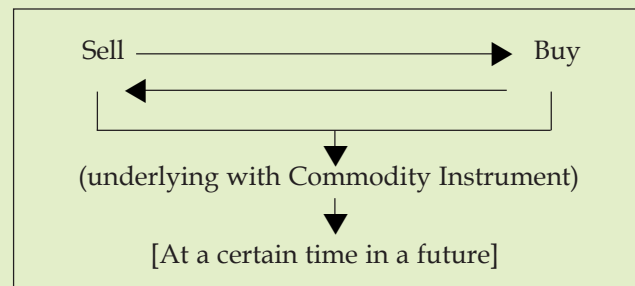 Sell Buy
(underlying with Commodity Instrument)
[At a certain time in a future]